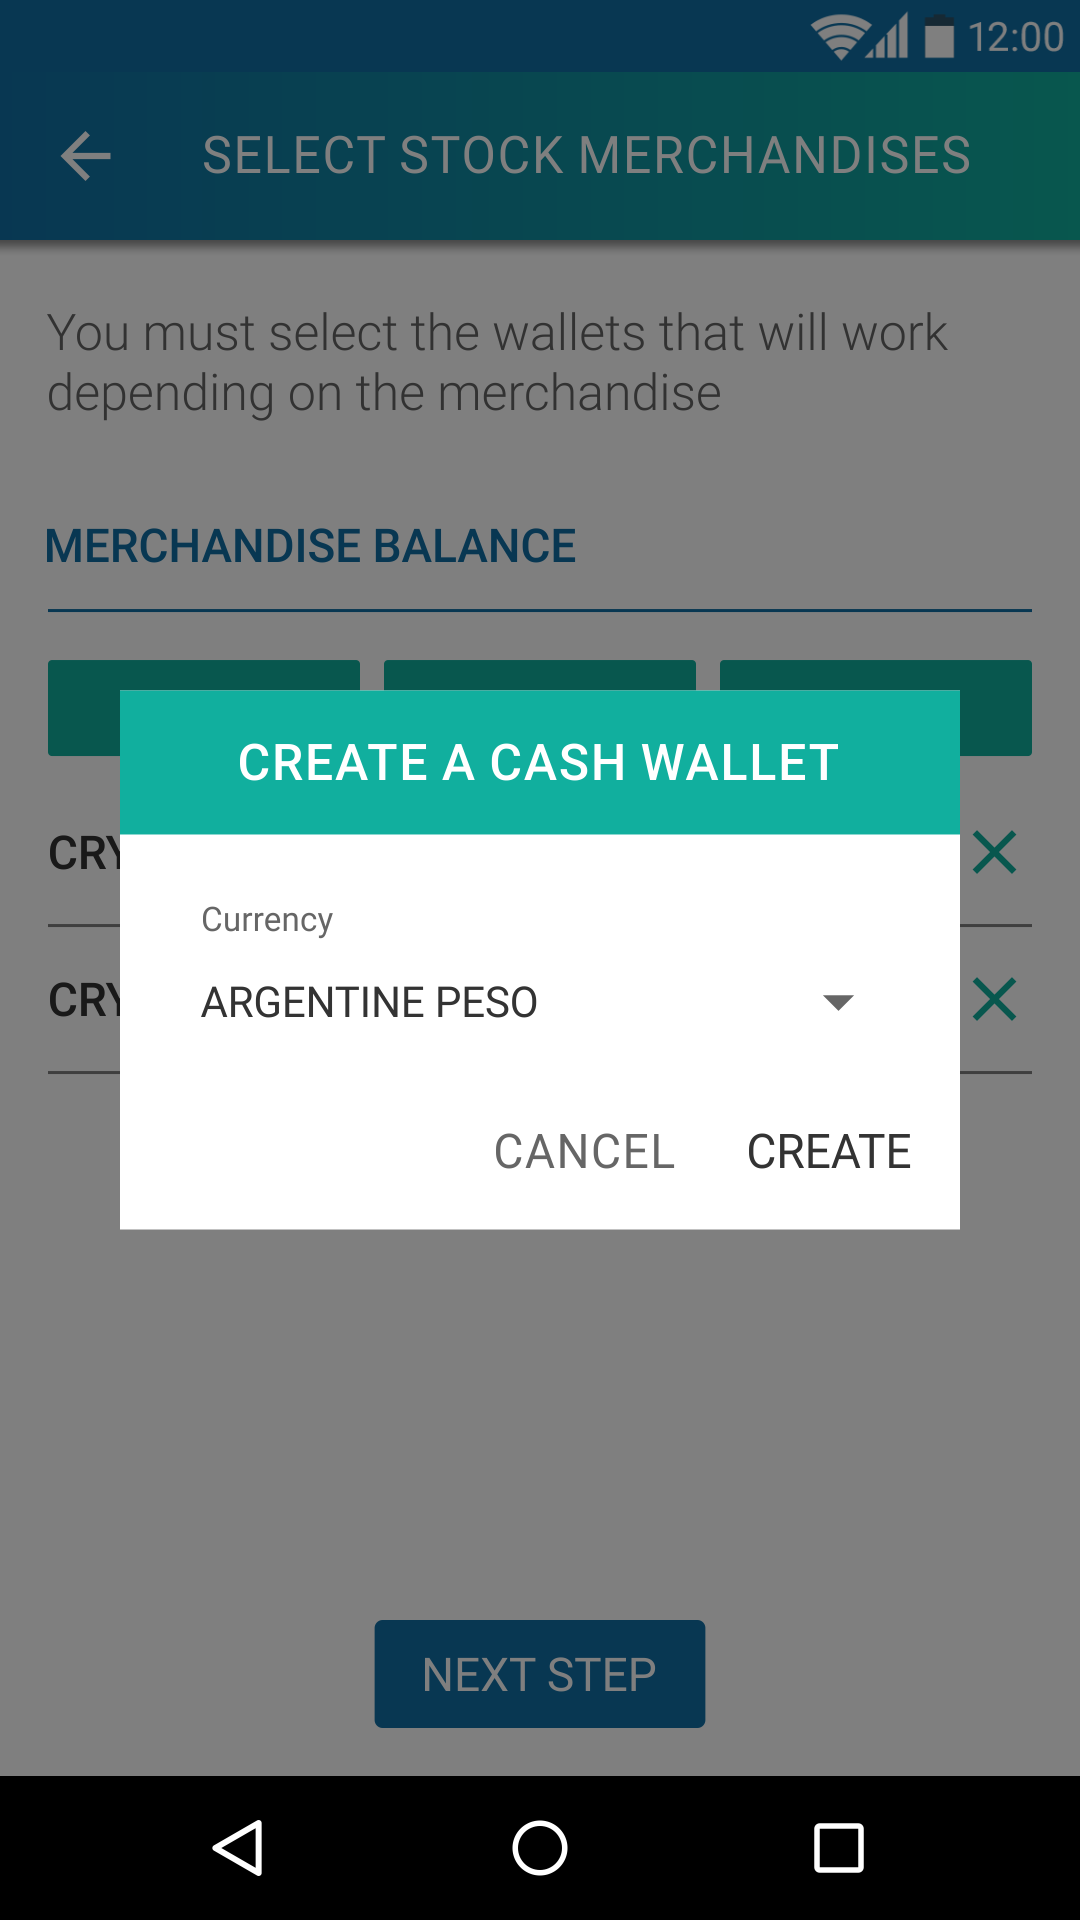 12:00
SELECT STOCK MERCHANDISES
You must select the wallets that will work
depending on the merchandise
MERCHANDISE BALANCE
CREATE A CASH WALLET
CRY
Currency
CRY
ARGENTINE PESO
CANCEL CREATE
NEXT STEP